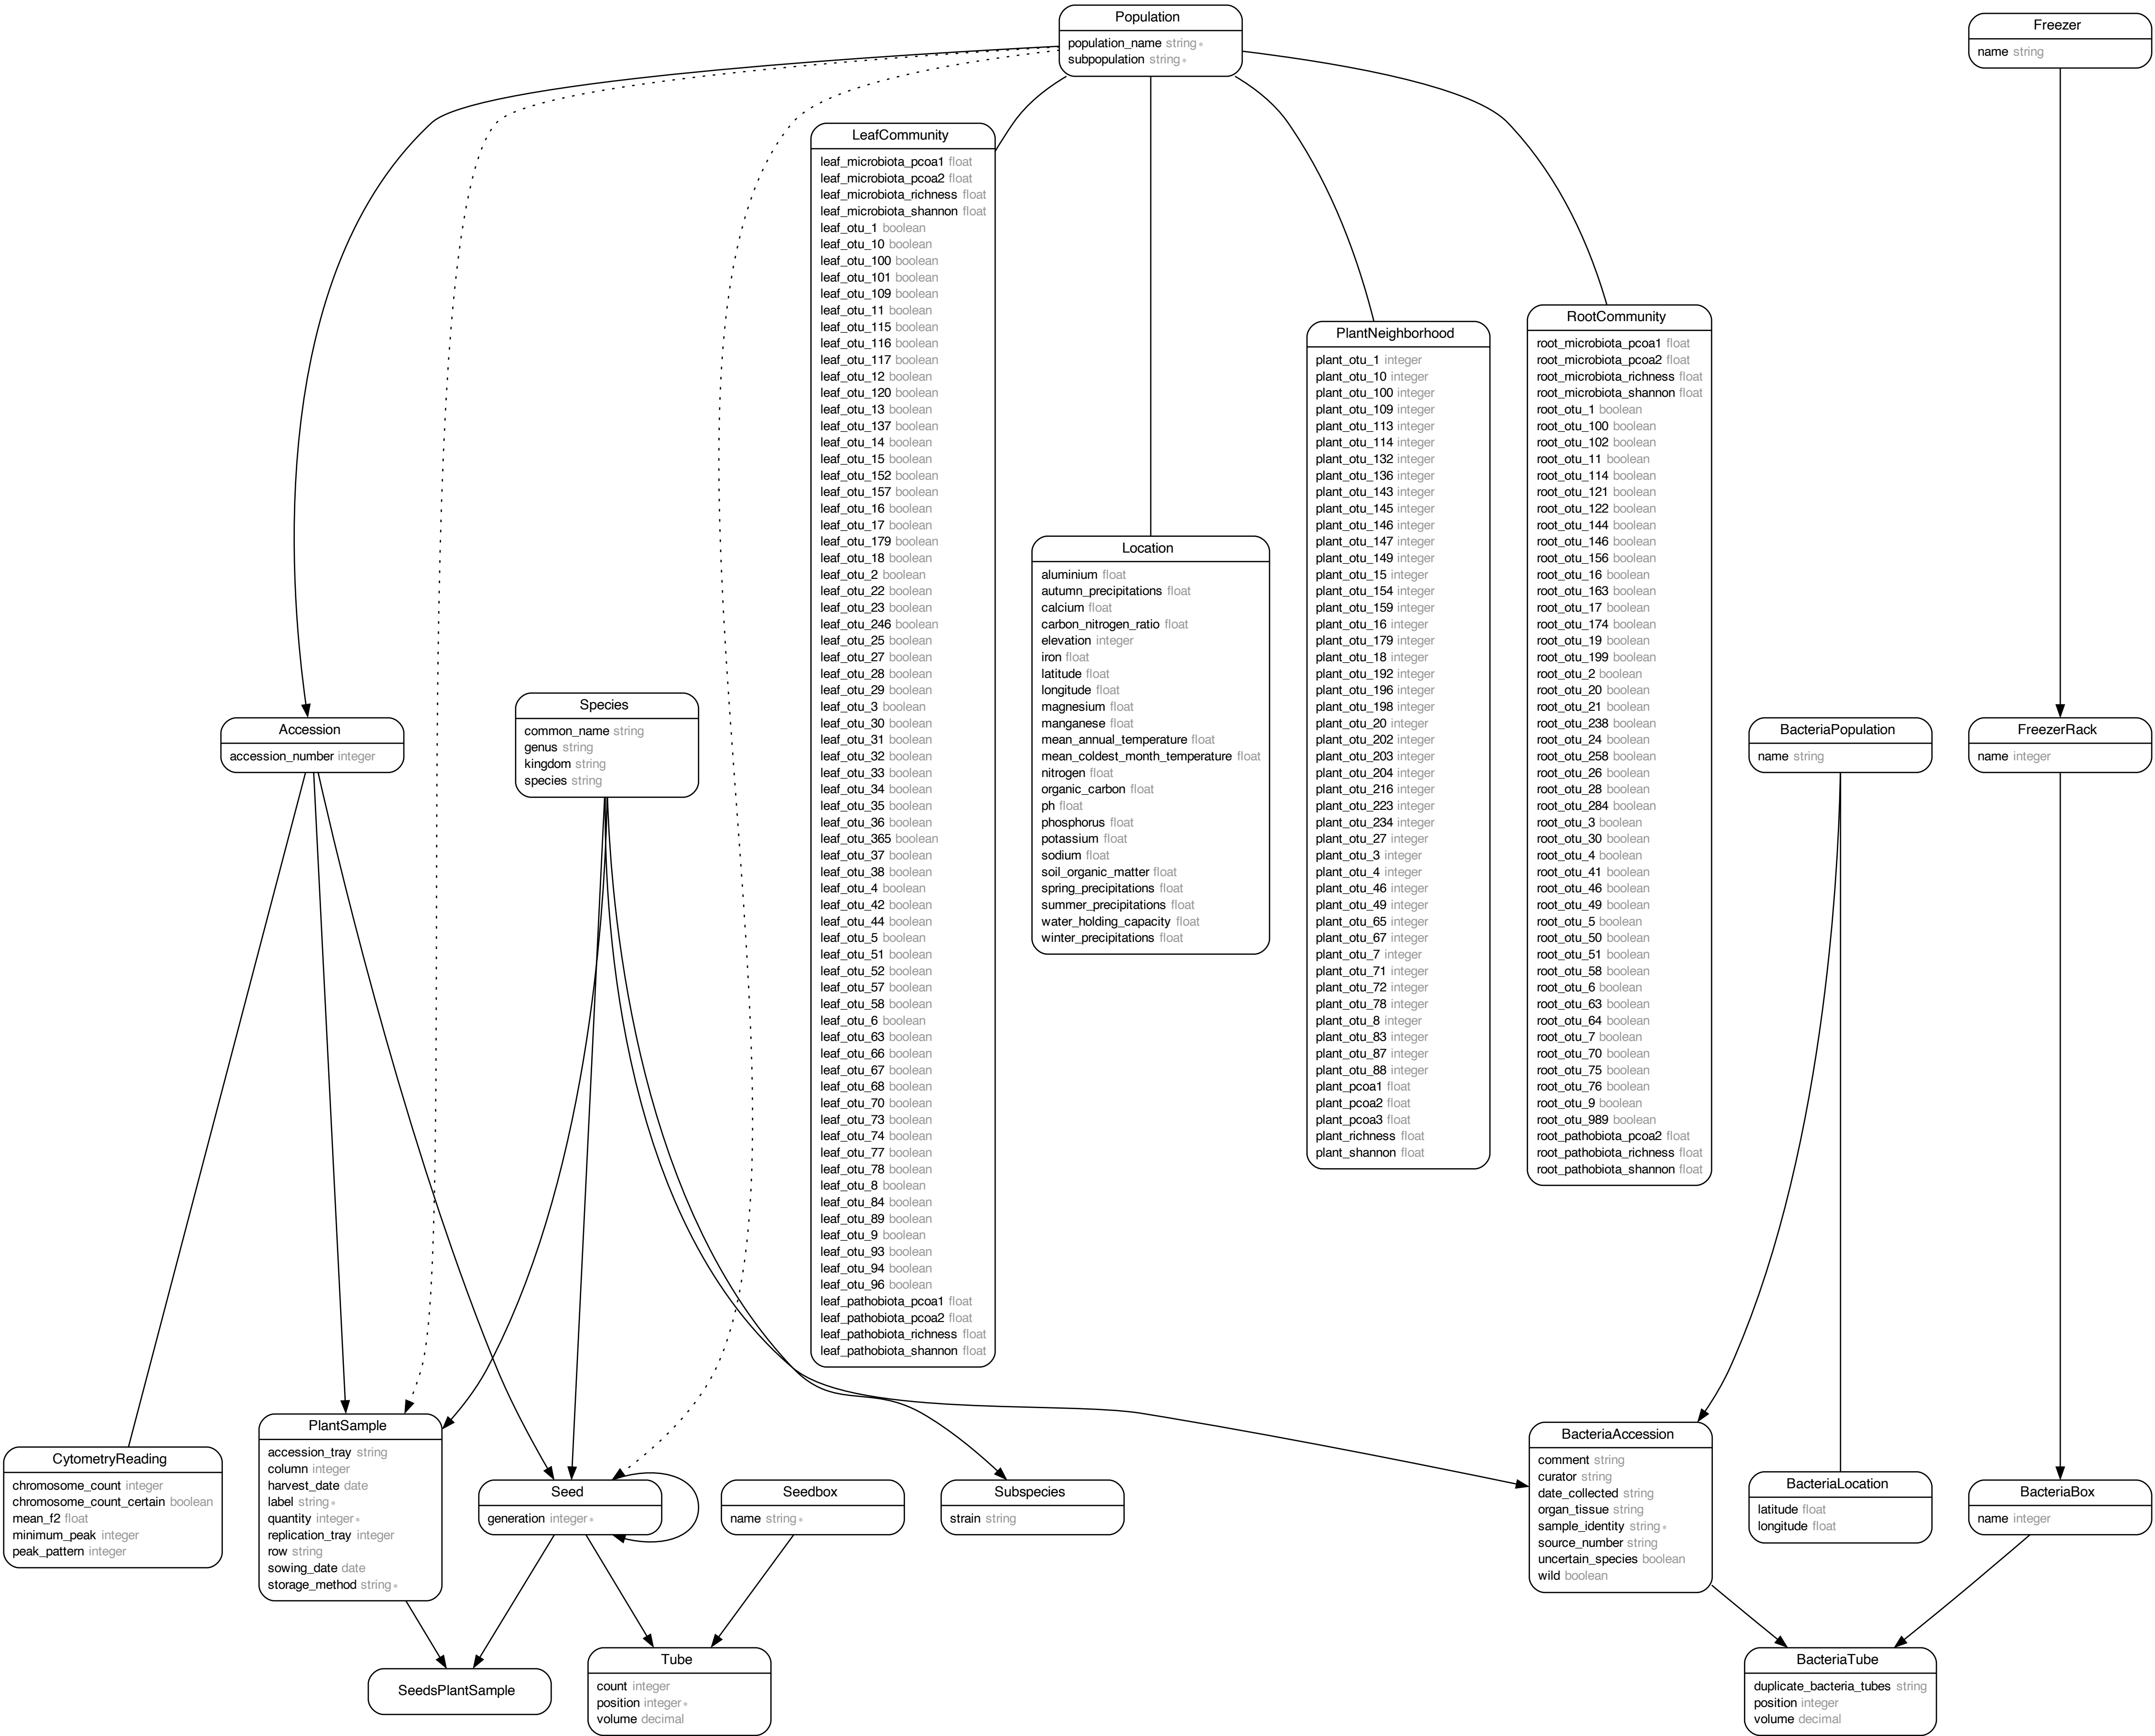 Population
population_name string *
subpopulation string *
Freezer
name string
LeafCommunity
leaf_microbiota_pcoa1 float
leaf_microbiota_pcoa2 float
leaf_microbiota_richness float
leaf_microbiota_shannon float
leaf_otu_1 boolean
leaf_otu_10 boolean
leaf_otu_100 boolean
leaf_otu_101 boolean
leaf_otu_109 boolean
leaf_otu_11 boolean
leaf_otu_115 boolean
leaf_otu_116 boolean
leaf_otu_117 boolean
leaf_otu_12 boolean
leaf_otu_120 boolean
leaf_otu_13 boolean
leaf_otu_137 boolean
leaf_otu_14 boolean
leaf_otu_15 boolean
leaf_otu_152 boolean
leaf_otu_157 boolean
leaf_otu_16 boolean
leaf_otu_17 boolean
leaf_otu_179 boolean
leaf_otu_18 boolean
leaf_otu_2 boolean
leaf_otu_22 boolean
leaf_otu_23 boolean
leaf_otu_246 boolean
leaf_otu_25 boolean
leaf_otu_27 boolean
leaf_otu_28 boolean
leaf_otu_29 boolean
leaf_otu_3 boolean
leaf_otu_30 boolean
leaf_otu_31 boolean
leaf_otu_32 boolean
leaf_otu_33 boolean
leaf_otu_34 boolean
leaf_otu_35 boolean
leaf_otu_36 boolean
leaf_otu_365 boolean
leaf_otu_37 boolean
leaf_otu_38 boolean
leaf_otu_4 boolean
leaf_otu_42 boolean
leaf_otu_44 boolean
leaf_otu_5 boolean
leaf_otu_51 boolean
leaf_otu_52 boolean
leaf_otu_57 boolean
leaf_otu_58 boolean
leaf_otu_6 boolean
leaf_otu_63 boolean
leaf_otu_66 boolean
leaf_otu_67 boolean
leaf_otu_68 boolean
leaf_otu_70 boolean
leaf_otu_73 boolean
leaf_otu_74 boolean
leaf_otu_77 boolean
leaf_otu_78 boolean
leaf_otu_8 boolean
leaf_otu_84 boolean
leaf_otu_89 boolean
leaf_otu_9 boolean
leaf_otu_93 boolean
leaf_otu_94 boolean
leaf_otu_96 boolean
leaf_pathobiota_pcoa1 float
leaf_pathobiota_pcoa2 float
leaf_pathobiota_richness float
leaf_pathobiota_shannon float
Location
aluminium float
autumn_precipitations float
calcium float
carbon_nitrogen_ratio float
elevation integer
iron float
latitude float
longitude float
magnesium float
manganese float
mean_annual_temperature float
mean_coldest_month_temperature float
nitrogen float
organic_carbon float
ph float
phosphorus float
potassium float
sodium float
soil_organic_matter float
spring_precipitations float
summer_precipitations float
water_holding_capacity float
winter_precipitations float
PlantNeighborhood
plant_otu_1 integer
plant_otu_10 integer
plant_otu_100 integer
plant_otu_109 integer
plant_otu_113 integer
plant_otu_114 integer
plant_otu_132 integer
plant_otu_136 integer
plant_otu_143 integer
plant_otu_145 integer
plant_otu_146 integer
plant_otu_147 integer
plant_otu_149 integer
plant_otu_15 integer
plant_otu_154 integer
plant_otu_159 integer
plant_otu_16 integer
plant_otu_179 integer
plant_otu_18 integer
plant_otu_192 integer
plant_otu_196 integer
plant_otu_198 integer
plant_otu_20 integer
plant_otu_202 integer
plant_otu_203 integer
plant_otu_204 integer
plant_otu_216 integer
plant_otu_223 integer
plant_otu_234 integer
plant_otu_27 integer
plant_otu_3 integer
plant_otu_4 integer
plant_otu_46 integer
plant_otu_49 integer
plant_otu_65 integer
plant_otu_67 integer
plant_otu_7 integer
plant_otu_71 integer
plant_otu_72 integer
plant_otu_78 integer
plant_otu_8 integer
plant_otu_83 integer
plant_otu_87 integer
plant_otu_88 integer
plant_pcoa1 float
plant_pcoa2 float
plant_pcoa3 float
plant_richness float
plant_shannon float
RootCommunity
root_microbiota_pcoa1 float
root_microbiota_pcoa2 float
root_microbiota_richness float
root_microbiota_shannon float
root_otu_1 boolean
root_otu_100 boolean
root_otu_102 boolean
root_otu_11 boolean
root_otu_114 boolean
root_otu_121 boolean
root_otu_122 boolean
root_otu_144 boolean
root_otu_146 boolean
root_otu_156 boolean
root_otu_16 boolean
root_otu_163 boolean
root_otu_17 boolean
root_otu_174 boolean
root_otu_19 boolean
root_otu_199 boolean
root_otu_2 boolean
root_otu_20 boolean
root_otu_21 boolean
root_otu_238 boolean
root_otu_24 boolean
root_otu_258 boolean
root_otu_26 boolean
root_otu_28 boolean
root_otu_284 boolean
root_otu_3 boolean
root_otu_30 boolean
root_otu_4 boolean
root_otu_41 boolean
root_otu_46 boolean
root_otu_49 boolean
root_otu_5 boolean
root_otu_50 boolean
root_otu_51 boolean
root_otu_58 boolean
root_otu_6 boolean
root_otu_63 boolean
root_otu_64 boolean
root_otu_7 boolean
root_otu_70 boolean
root_otu_75 boolean
root_otu_76 boolean
root_otu_9 boolean
root_otu_989 boolean
root_pathobiota_pcoa2 float
root_pathobiota_richness float
root_pathobiota_shannon float
Accession
accession_number integer
Species
common_name string
genus string
kingdom string
species string
BacteriaPopulation
name string
FreezerRack
name integer
CytometryReading
chromosome_count integer
chromosome_count_certain boolean
mean_f2 float
minimum_peak integer
peak_pattern integer
PlantSample
accession_tray string
column integer
harvest_date date
label string *
quantity integer *
replication_tray integer
row string
sowing_date date
storage_method string *
Seed
generation integer *
Seedbox
name string *
Subspecies
strain string
BacteriaAccession
comment string
curator string
date_collected string
organ_tissue string
sample_identity string *
source_number string
uncertain_species boolean
wild boolean
BacteriaLocation
latitude float
longitude float
BacteriaBox
name integer
SeedsPlantSample
Tube
count integer
position integer *
volume decimal
BacteriaTube
duplicate_bacteria_tubes string
position integer
volume decimal